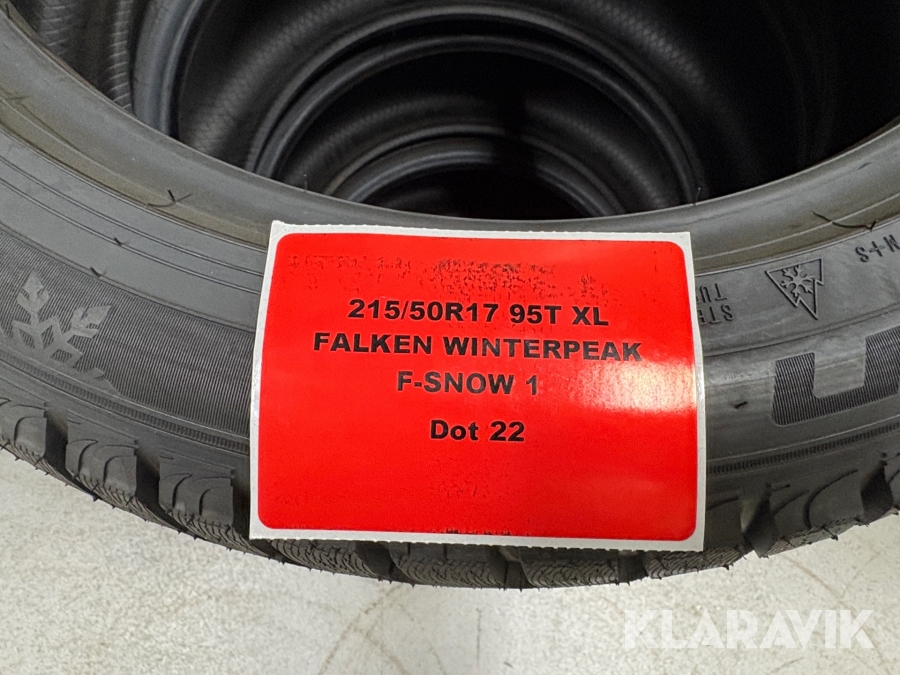 M+S
215/50R17 95T XL
FALKEN WINTERPEAK
F-SNOW 1
Dot 22
KLARAVIK